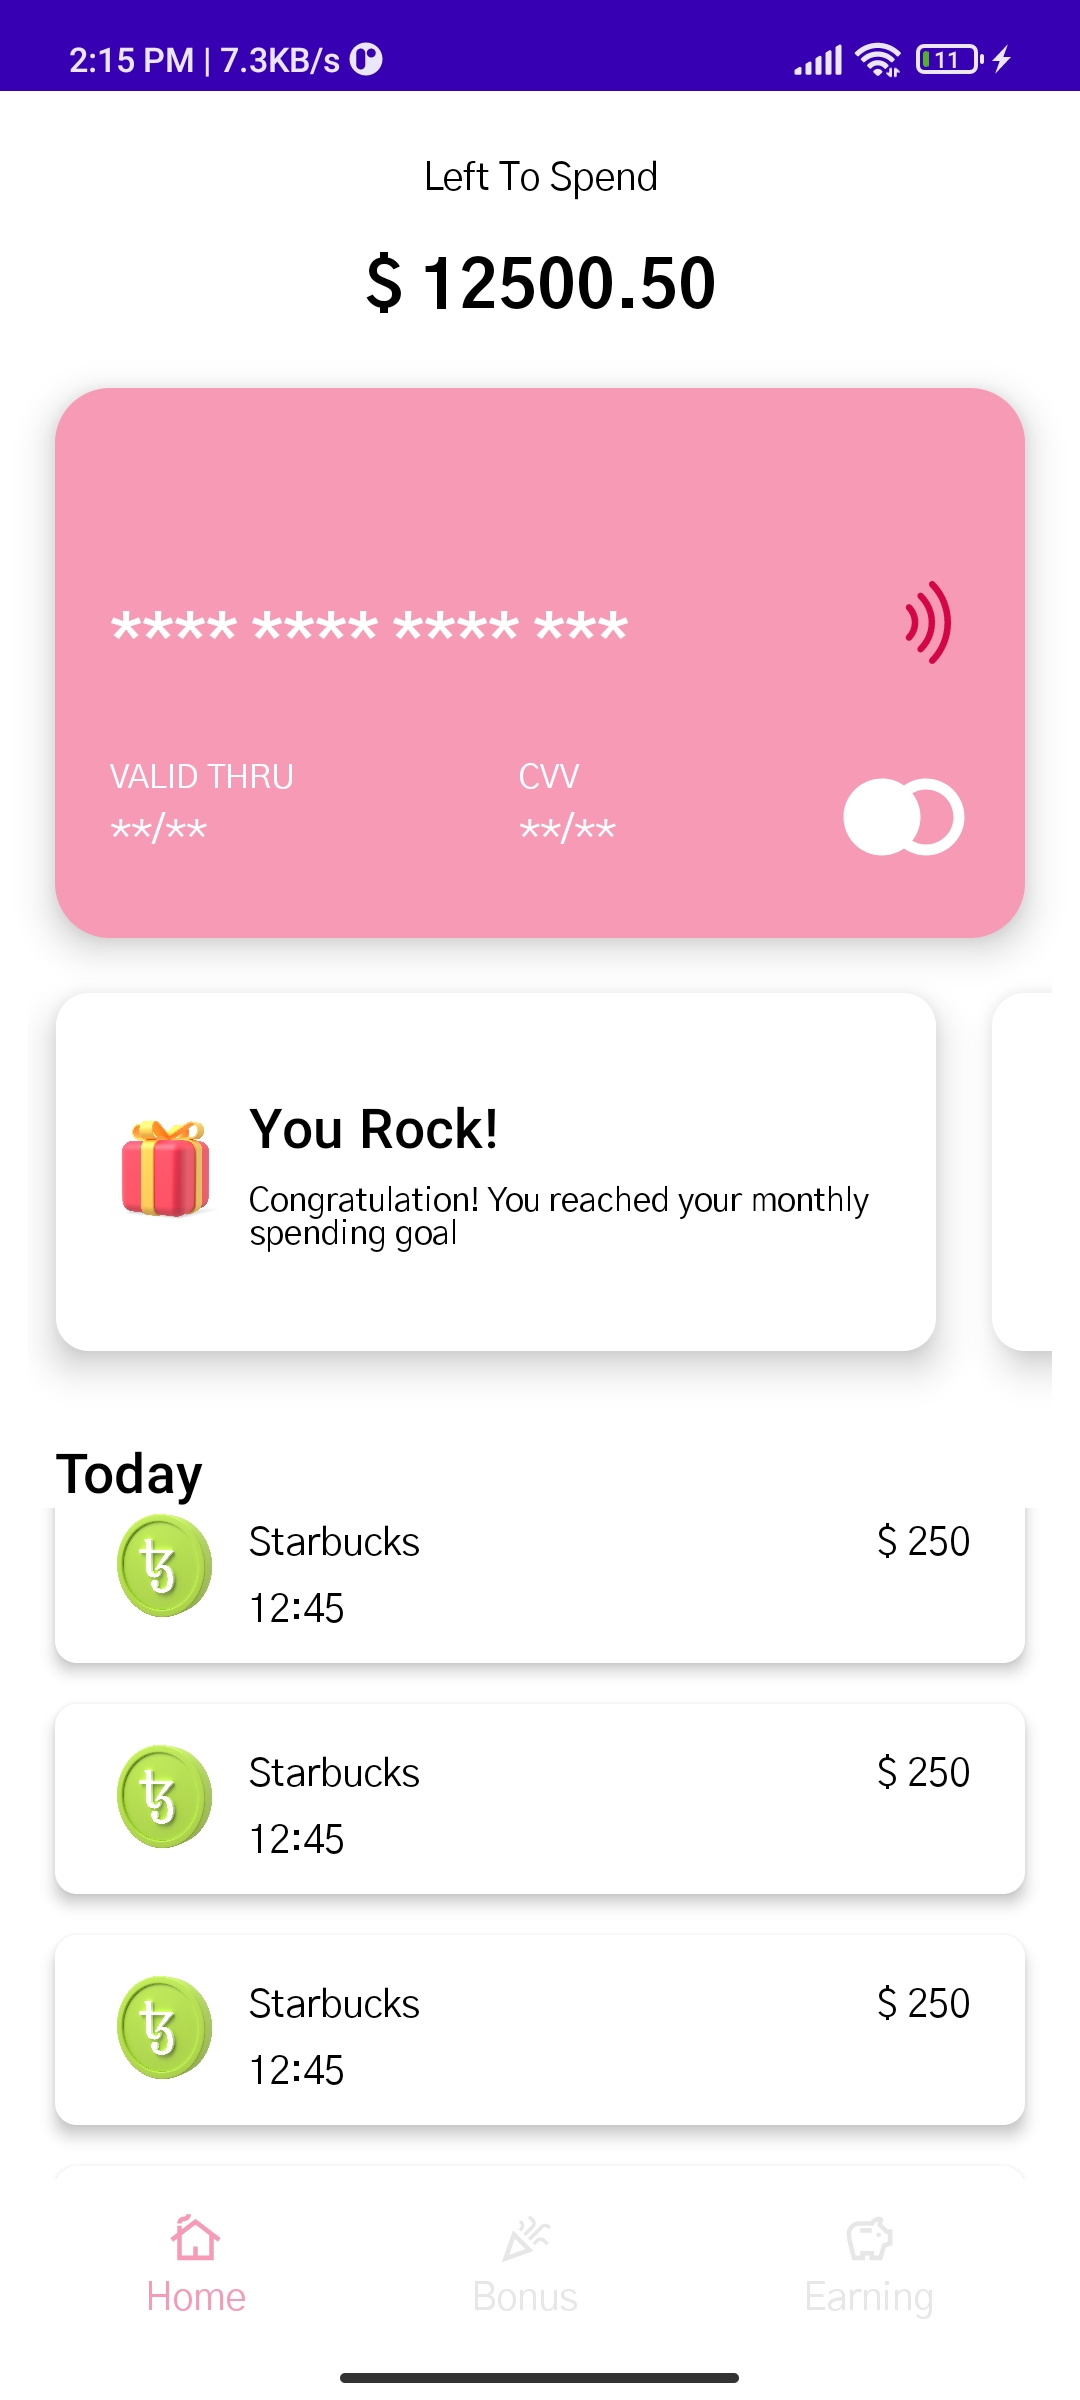 2:15 PM | 7.3KB/s
11
Left To Spend
$ 12500.50
**** **** **** ***
VALID THRU
CVV
**/**
**/**
You Rock!
Congratulation! You reached your monthly
spending goal
Today
Starbucks
$ 250
12:45
Starbucks
$ 250
12:45
Starbucks
$ 250
12:45
Home
Bonus
Earning